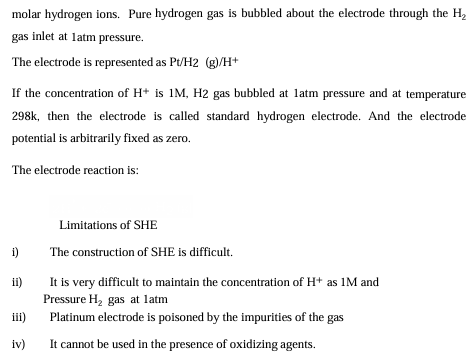 molar hydrogen ions. Pure hydrogen gas is bubbled about the electrode through the H₂
gas inlet at 1atm pressure.
The electrode is represented as Pt/H2 (g)/H+
If the concentration of H+ is 1M, H2 gas bubbled at 1atm pressure and at temperature
298k, then the electrode is called standard hydrogen electrode. And the electrode
potential is arbitrarily fixed as zero.
The electrode reaction is:
Limitations of SHE
i) The construction of SHE is difficult.
ii) It is very difficult to maintain the concentration of H+ as 1M and
Pressure H₂ gas at 1atm
iii) Platinum electrode is poisoned by the impurities of the gas
iv) It cannot be used in the presence of oxidizing agents.